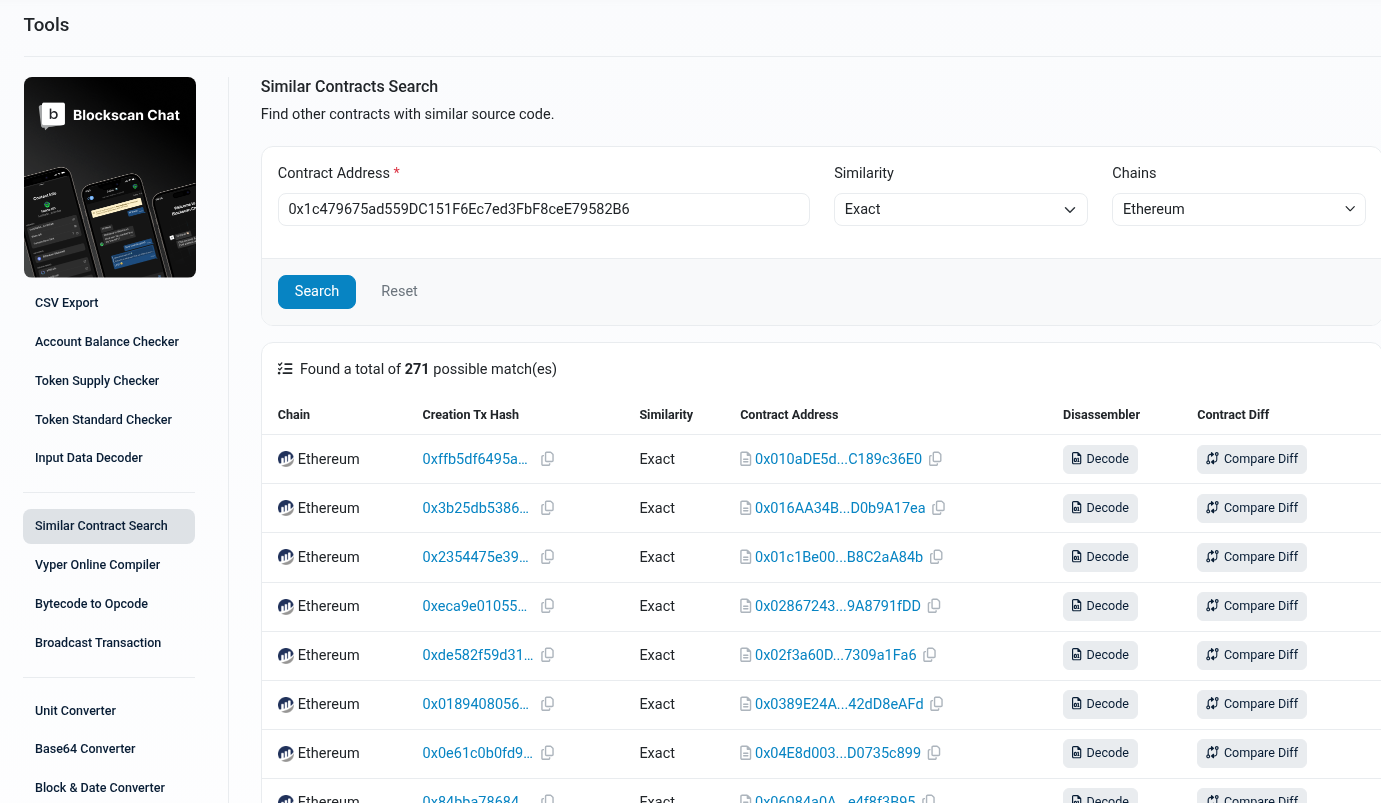 Tools
b Blockscan Chat
CSV Export
Account Balance Checker
Token Supply Checker
Token Standard Checker
Input Data Decoder
Similar Contract Search
Vyper Online Compiler
Bytecode to Opcode
Broadcast Transaction
Unit Converter
Base64 Converter
Block & Date Converter
Similar Contracts Search
Find other contracts with similar source code.
Contract Address * Similarity Chains
0x1c479675ad559DC151F6Ec7ed3FbF8ceE79582B6 Exact Ethereum
Search Reset
Found a total of 271 possible match(es)
Chain Creation Tx Hash Similarity Contract Address Disassembler Contract Diff
Ethereum 0xffb5df6495a... Exact 0x010aDE5d...C189c36E0 Decode Compare Diff
Ethereum 0x3b25db5386... Exact 0x016AA34B...D0b9A17ea Decode Compare Diff
Ethereum 0x2354475e39... Exact 0x01c1Be00...B8C2aA84b Decode Compare Diff
Ethereum 0xeca9e01055... Exact 0x02867243...9A8791fDD Decode Compare Diff
Ethereum 0xde582f59d31... Exact 0x02f3a60D...7309a1Fa6 Decode Compare Diff
Ethereum 0x0189408056... Exact 0x0389E24A...42dD8eAFd Decode Compare Diff
Ethereum 0x0e61c0b0fd9... Exact 0x04E8d003...D0735c899 Decode Compare Diff
Ethereum 0x84bba78684... Exact 0x06084a0A...e4f8f3B95 Decode Compare Diff